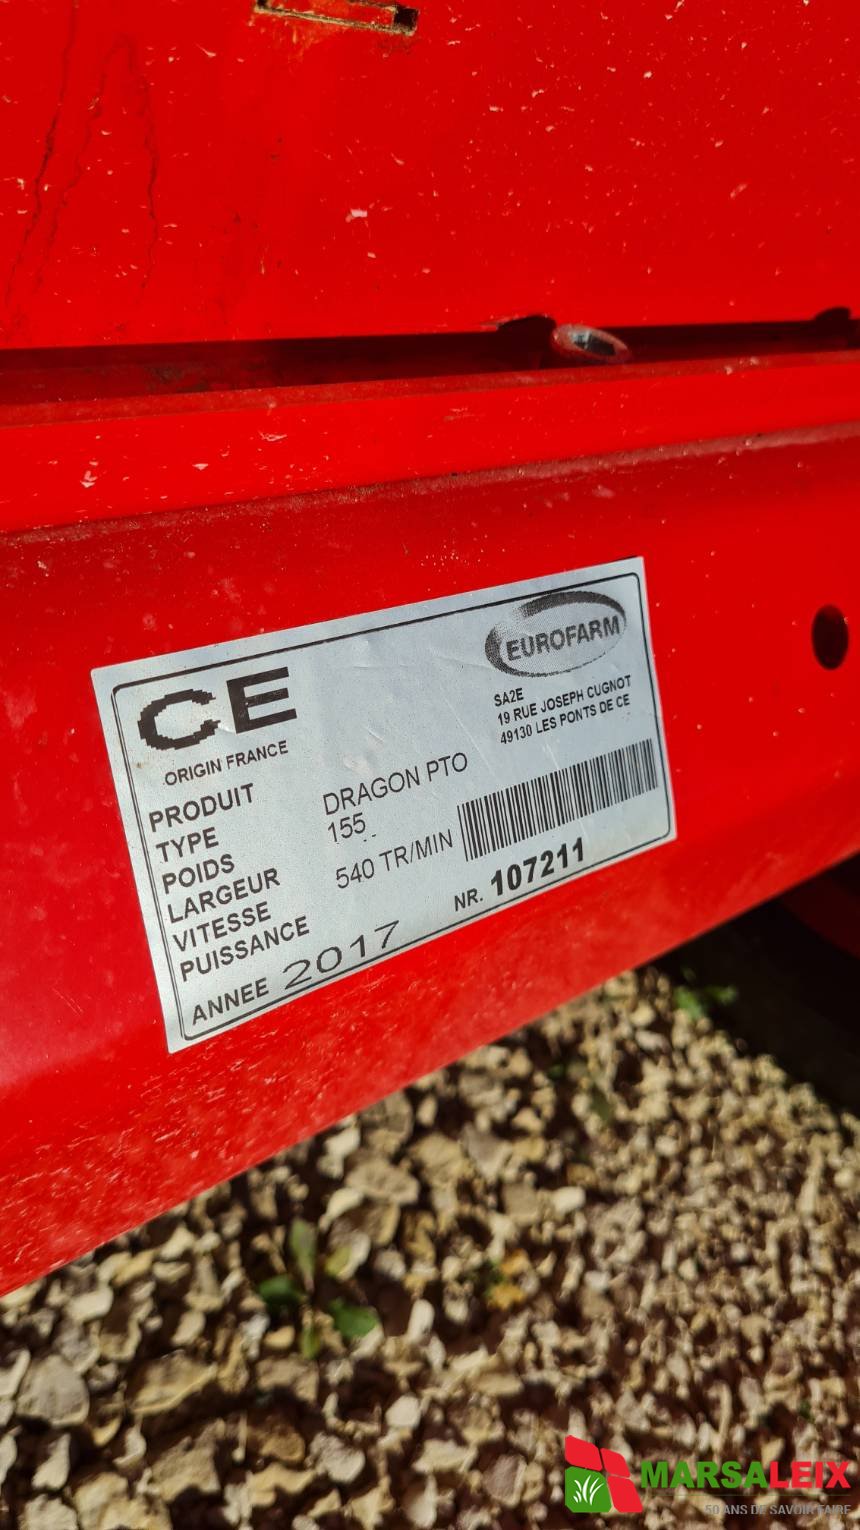 CE
ORIGIN FRANCE
EUROFARM
SA2E
19 RUE JOSEPH CUGNOT
49130 LES PONTS DE CE
PRODUIT DRAGON PTO
TYPE 155
POIDS
LARGEUR
VITESSE 540 TR/MIN
PUISSANCE
NR. 107211
ANNEE 2017
MARSALEIX
50 ANS DE SAVOIR FAIRE